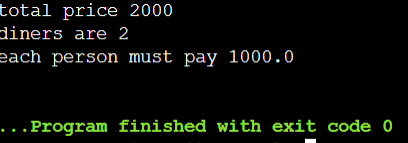 total price 2000
diners are 2
each person must pay 1000.0
...Program finished with exit code 0